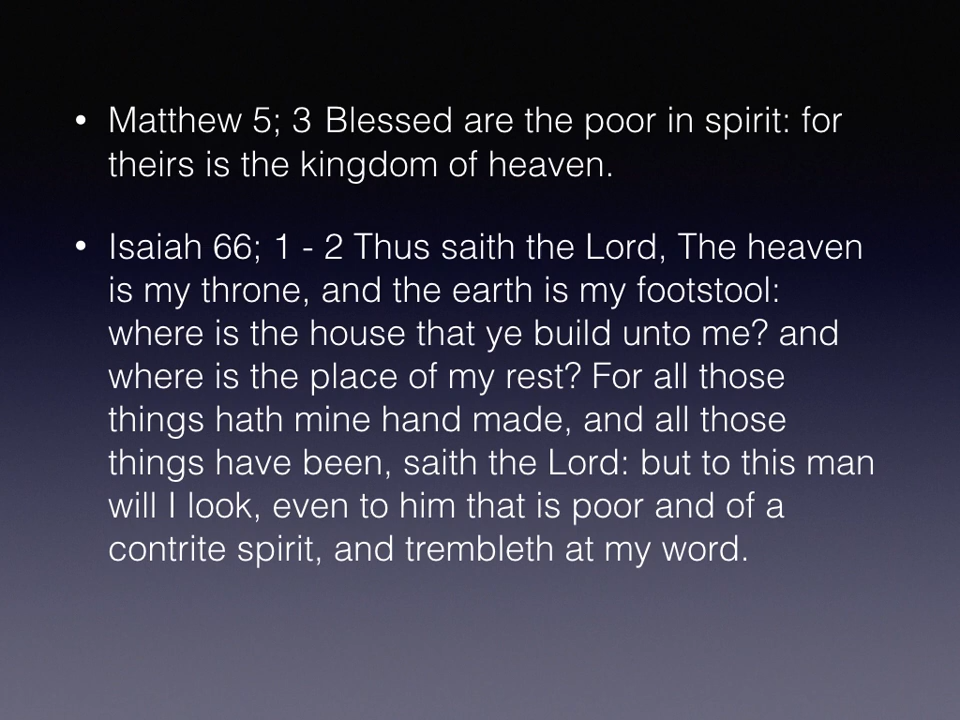 • Matthew 5; 3 Blessed are the poor in spirit: for
theirs is the kingdom of heaven.
• Isaiah 66; 1 - 2 Thus saith the Lord, The heaven
is my throne, and the earth is my footstool:
where is the house that ye build unto me? and
where is the place of my rest? For all those
things hath mine hand made, and all those
things have been, saith the Lord: but to this man
will I look, even to him that is poor and of a
contrite spirit, and trembleth at my word.